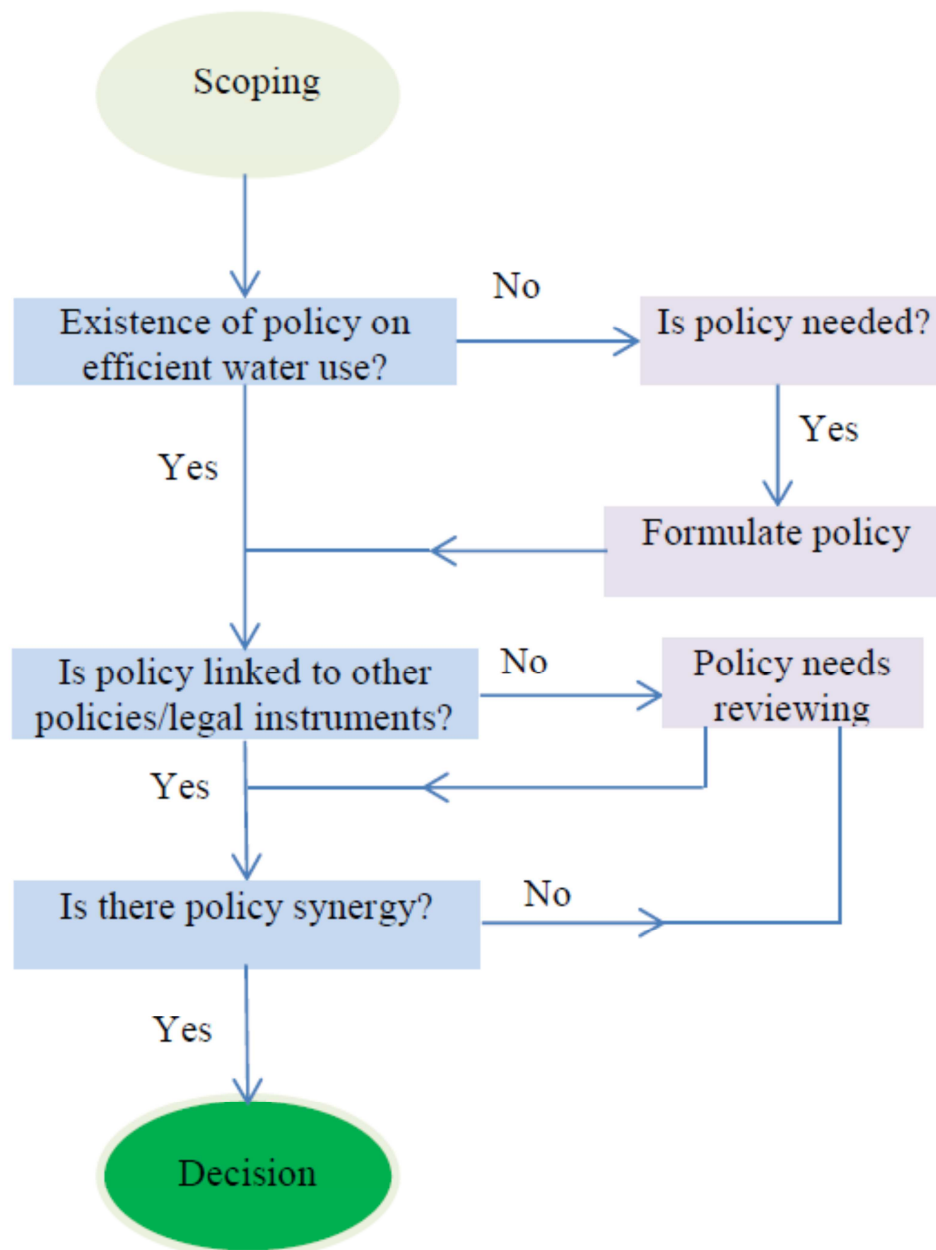 Scoping
No
Existence of policy on
efficient water use?
Is policy needed?
Yes
Yes
Formulate policy
Is policy linked to other
policies/legal instruments?
No
Policy needs
reviewing
Yes
Is there policy synergy?
No
Yes
Decision